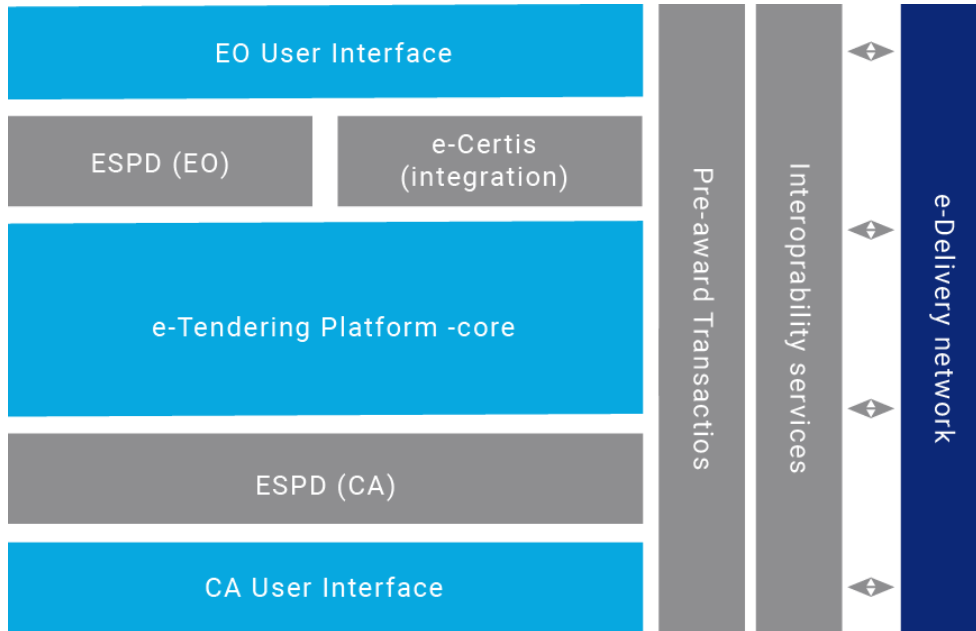 EO User Interface
ESPD (EO)
e-Certis
(integration)
e-Tendering Platform -core
ESPD (CA)
CA User Interface
Pre-award Transactios
Interoprability services
e-Delivery network